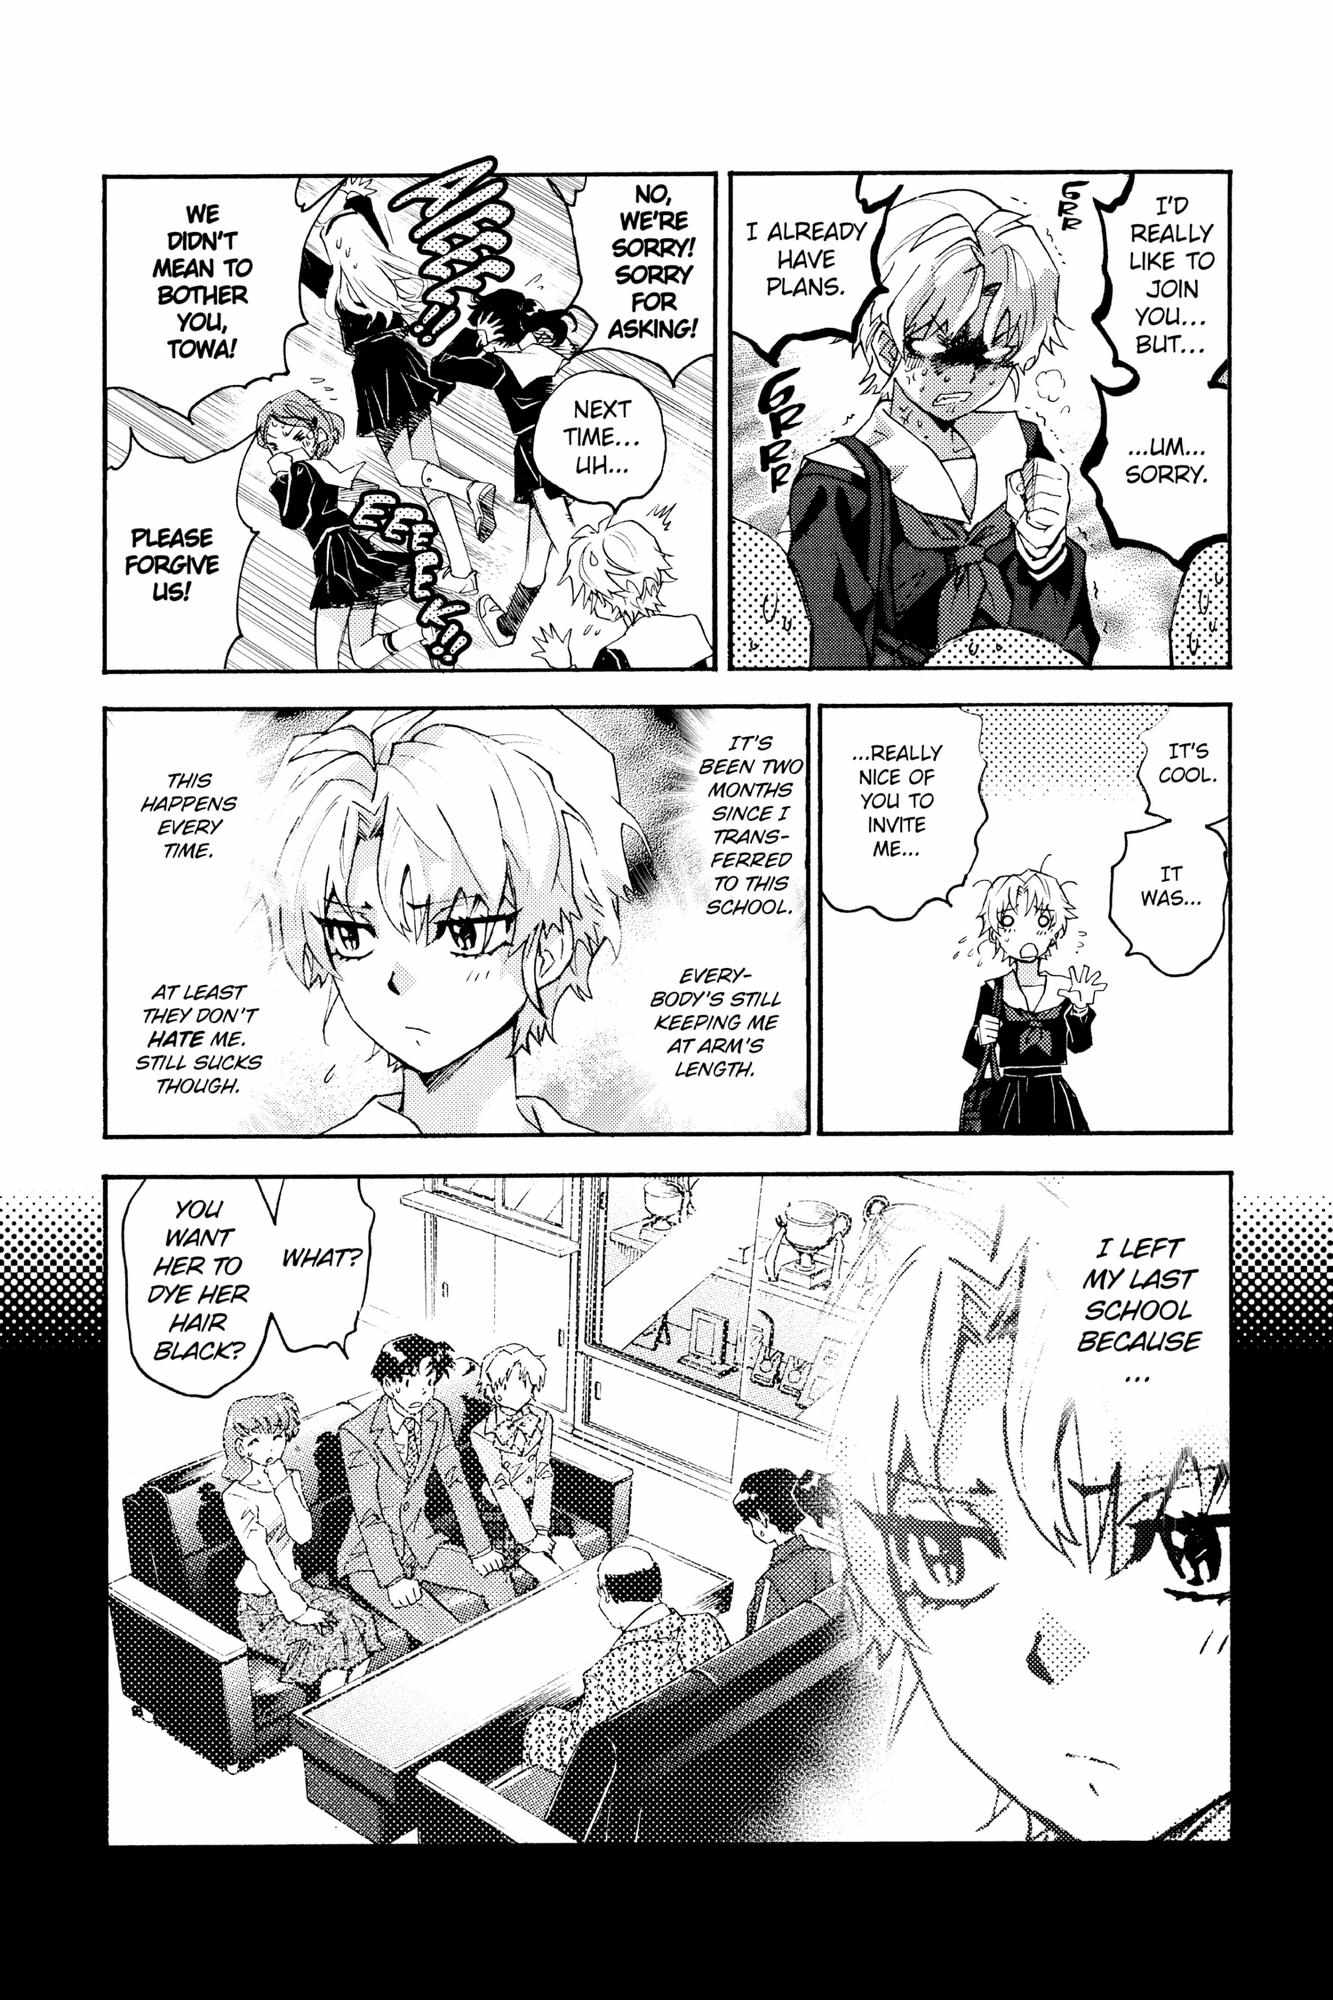 I'D
REALLY
LIKE TO
JOIN
YOU...
BUT...
...UM...
SORRY.
GRR
I ALREADY
HAVE
PLANS.
GRRR
NO,
WE'RE
SORRY!
SORRY
FOR
ASKING!
NEXT
TIME...
UH...
WE
DIDN'T
MEAN TO
BOTHER
YOU,
TOWA!
PLEASE
FORGIVE
US!
EEEEY!!
IT'S
COOL.
IT
WAS...
...REALLY
NICE OF
YOU TO
INVITE
ME...
IT'S
BEEN TWO
MONTHS
SINCE I
TRANS-
FERRED
TO THIS
SCHOOL.
EVERY-
BODY'S STILL
KEEPING ME
AT ARM'S
LENGTH.
THIS
HAPPENS
EVERY
TIME.
AT LEAST
THEY DON'T
HATE ME.
STILL SUCKS
THOUGH.
I LEFT
MY LAST
SCHOOL
BECAUSE
...
WHAT?
YOU
WANT
HER TO
DYE HER
HAIR
BLACK?